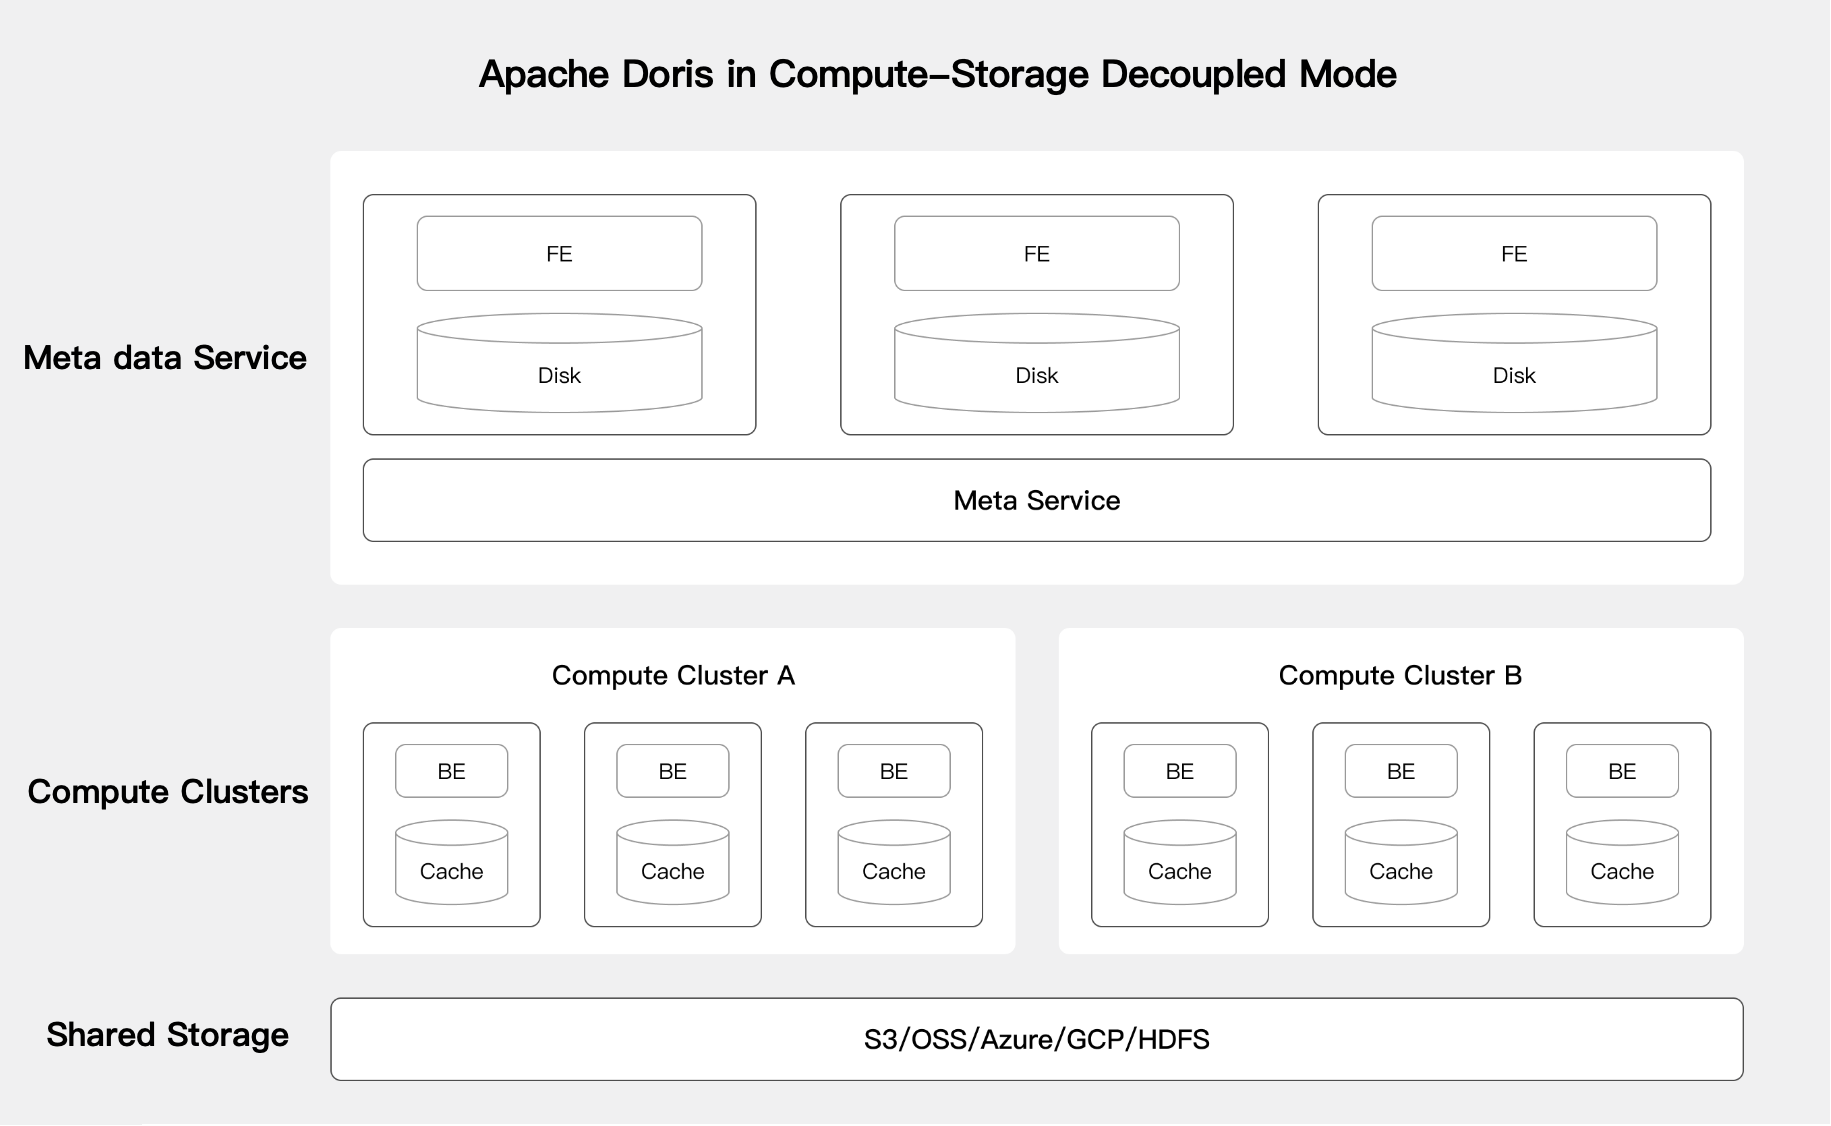 Apache Doris in Compute–Storage Decoupled Mode
Meta data Service
FE
Disk
FE
Disk
FE
Disk
Meta Service
Compute Clusters
Compute Cluster A
BE
Cache
BE
Cache
BE
Cache
Compute Cluster B
BE
Cache
BE
Cache
BE
Cache
Shared Storage
S3/OSS/Azure/GCP/HDFS